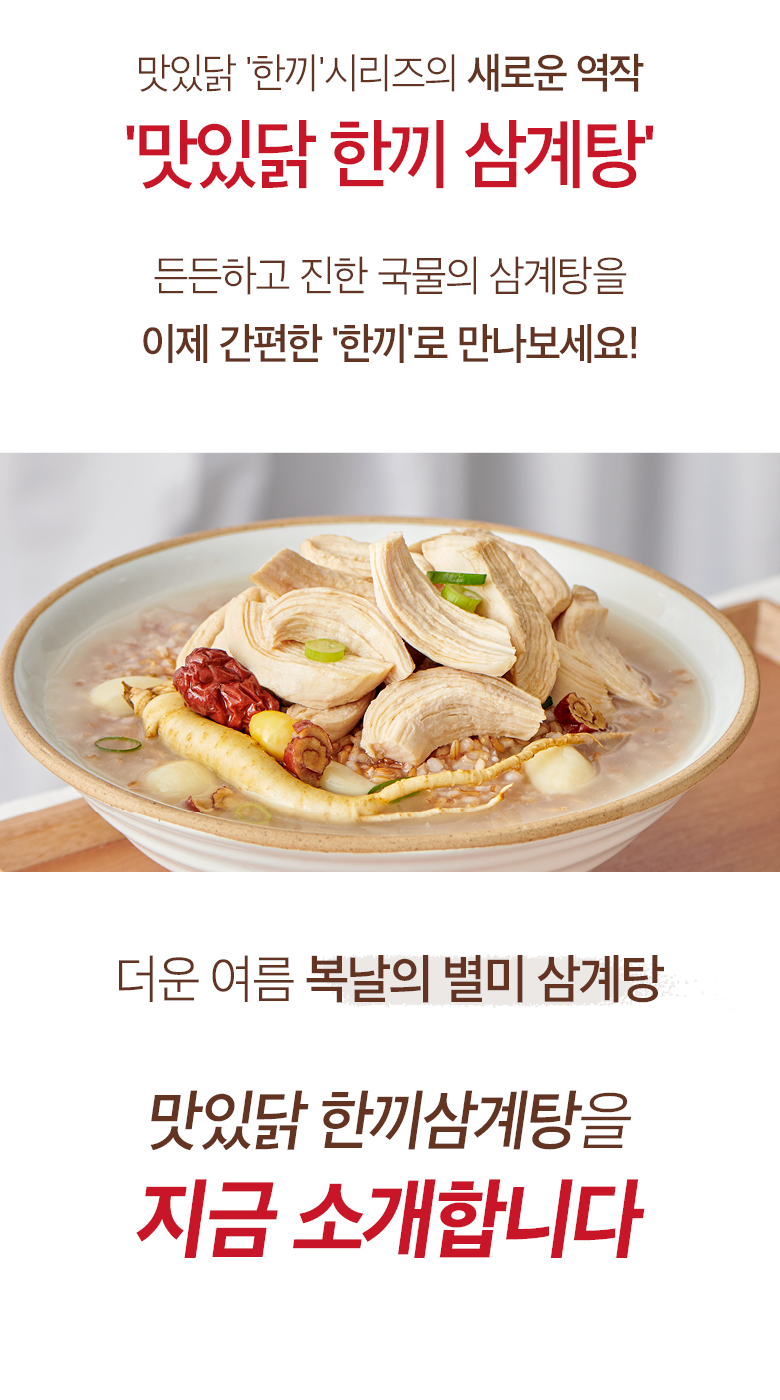 맛있닭 '한끼'시리즈의 새로운 역작
'맛있닭 한끼 삼계탕'
든든하고 진한 국물의 삼계탕을
이제 간편한 '한끼'로 만나보세요!
더운 여름 복날의 별미 삼계탕
맛있닭 한끼삼계탕을
지금 소개합니다